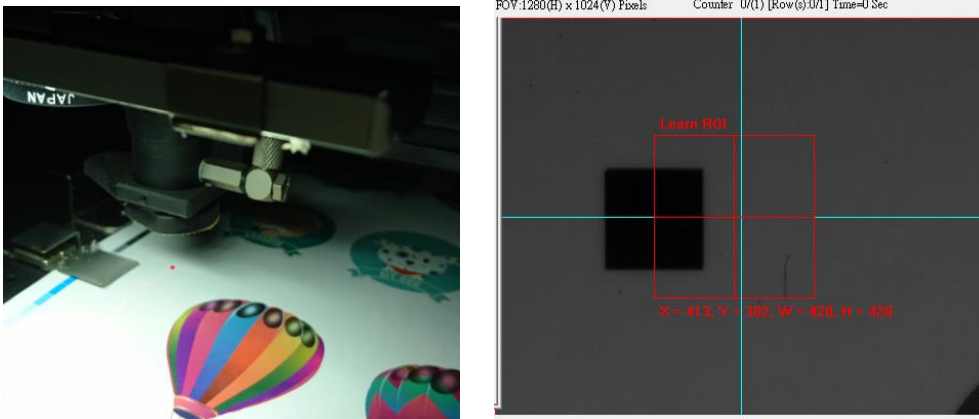 JAPAN
FOV:1280(H) x 1024(V) Pixels Counter 0/(1) [Row(s):0/1] Time=0 Sec
Learn ROI
X = 413, Y = 302, W = 420, H = 420